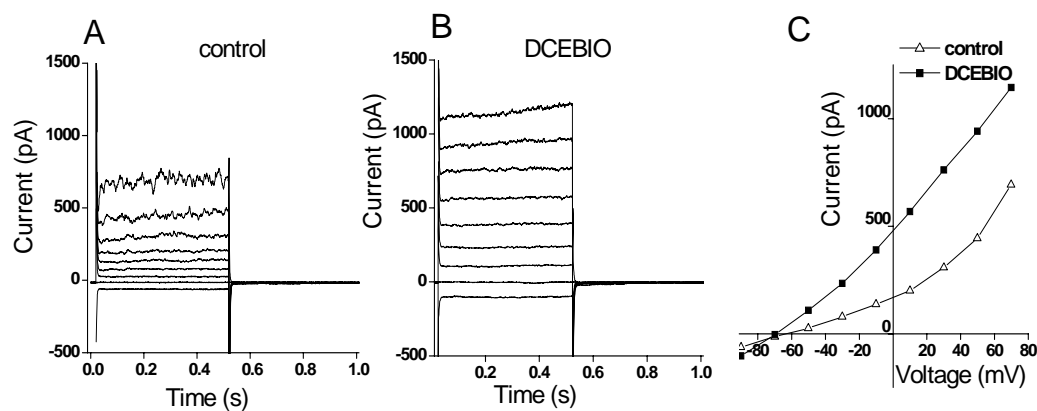 A
control
1500
1000
500
0
-500
0.0 0.2 0.4 0.6 0.8 1.0
Current (pA)
Time (s)
B
DCEBIO
1500
1000
500
0
-500
0.0 0.2 0.4 0.6 0.8 1.0
Current (pA)
Time (s)
C
control
DCEBIO
1000
500
0
Current (pA)
-80 -60 -40 -20 20 40 60 80
Voltage (mV)